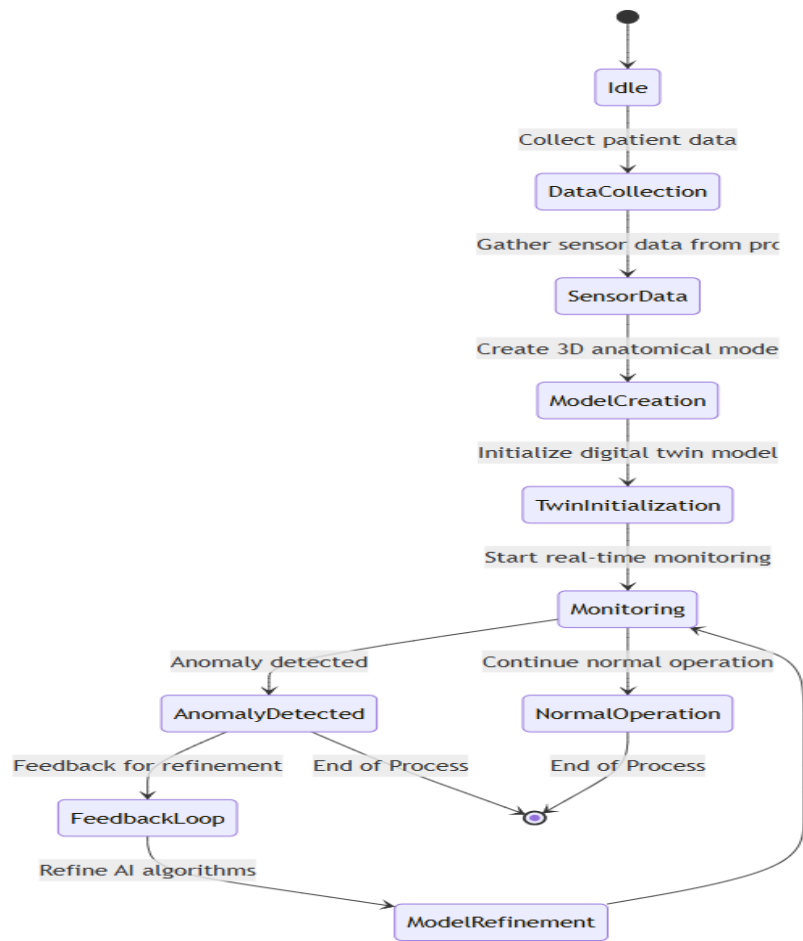 Idle
Collect patient data
DataCollection
Gather sensor data from pro
SensorData
Create 3D anatomical mode
ModelCreation
Initialize digital twin model
TwinInitialization
Start real-time monitoring
Monitoring
Anomaly detected
Continue normal operation
AnomalyDetected
NormalOperation
Feedback for refinement
End of Process
End of Process
FeedbackLoop
Refine AI algorithms
ModelRefinement